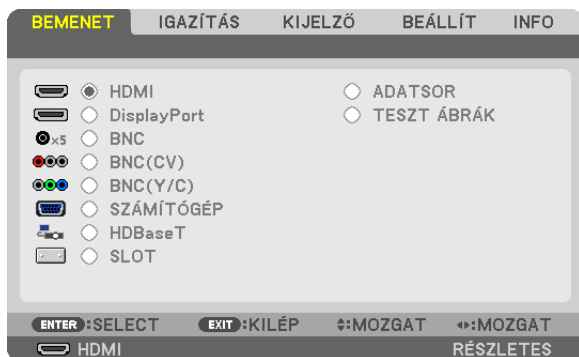 BEMENET IGAZÍTÁS KIJELZŐ BEÁLLÍT INFO
HDMI ADATSOR
DisplayPort TESZT ÁBRÁK
×5 BNC
BNC(CV)
BNC(Y/C)
SZÁMÍTÓGÉP
HDBaseT
SLOT
ENTER:SELECT EXIT:KILÉP :MOZGAT :MOZGAT
HDMI RÉSZLETES